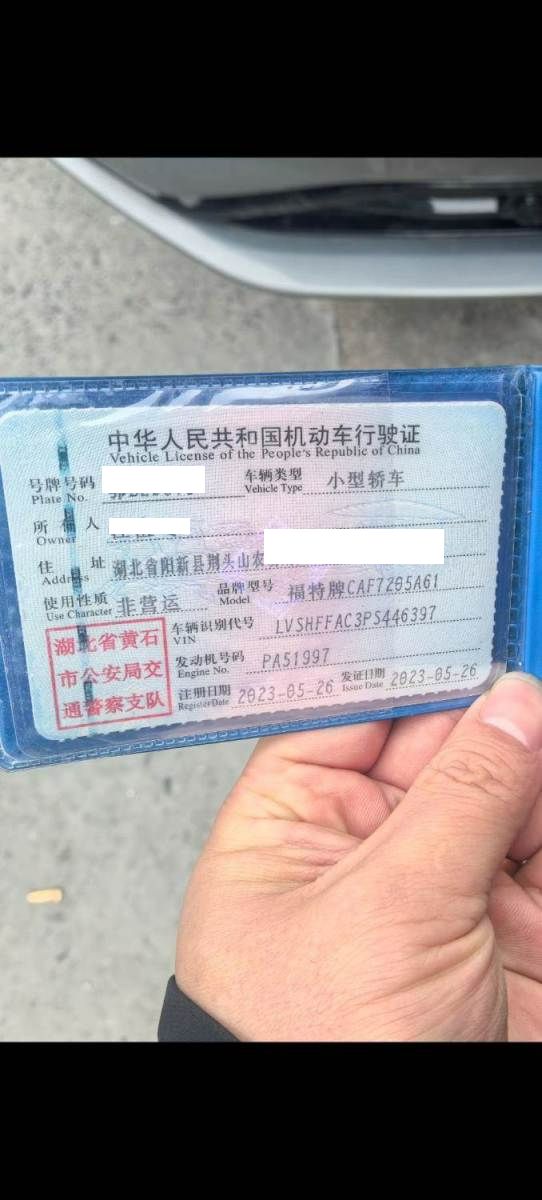 中华人民共和国机动车行驶证
Vehicle License of the People's Republic of China
号牌号码 车辆类型 小型轿车
Plate No. Vehicle Type
所有人
Owner
住址 湖北省阳新县荆头山农
Address
使用性质 非营运 品牌型号 福特牌CAF7205A61
Use Character Model
湖北省黄石
市公安局交
通警察支队
车辆识别代号 LVSHFFAC3PS446397
VIN
发动机号码 PA51997
Engine No.
注册日期 2023-05-26 发证日期 2023-05-26
Register Date Issue Date